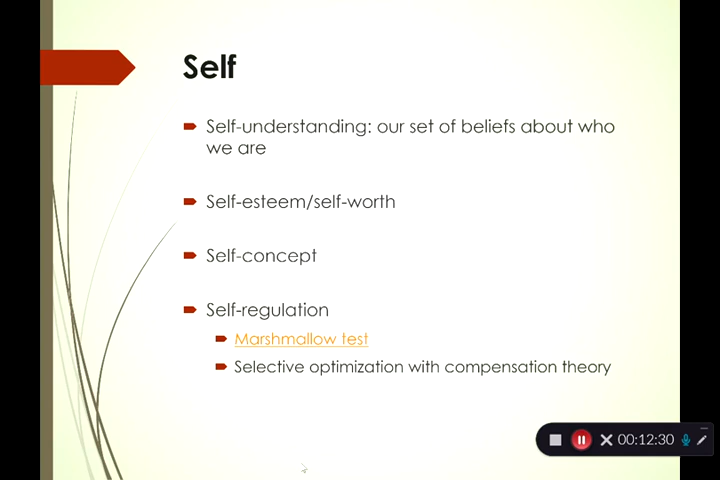 Self
Self-understanding: our set of beliefs about who
we are
Self-esteem/self-worth
Self-concept
Self-regulation
Marshmallow test
Selective optimization with compensation theory
00:12:30